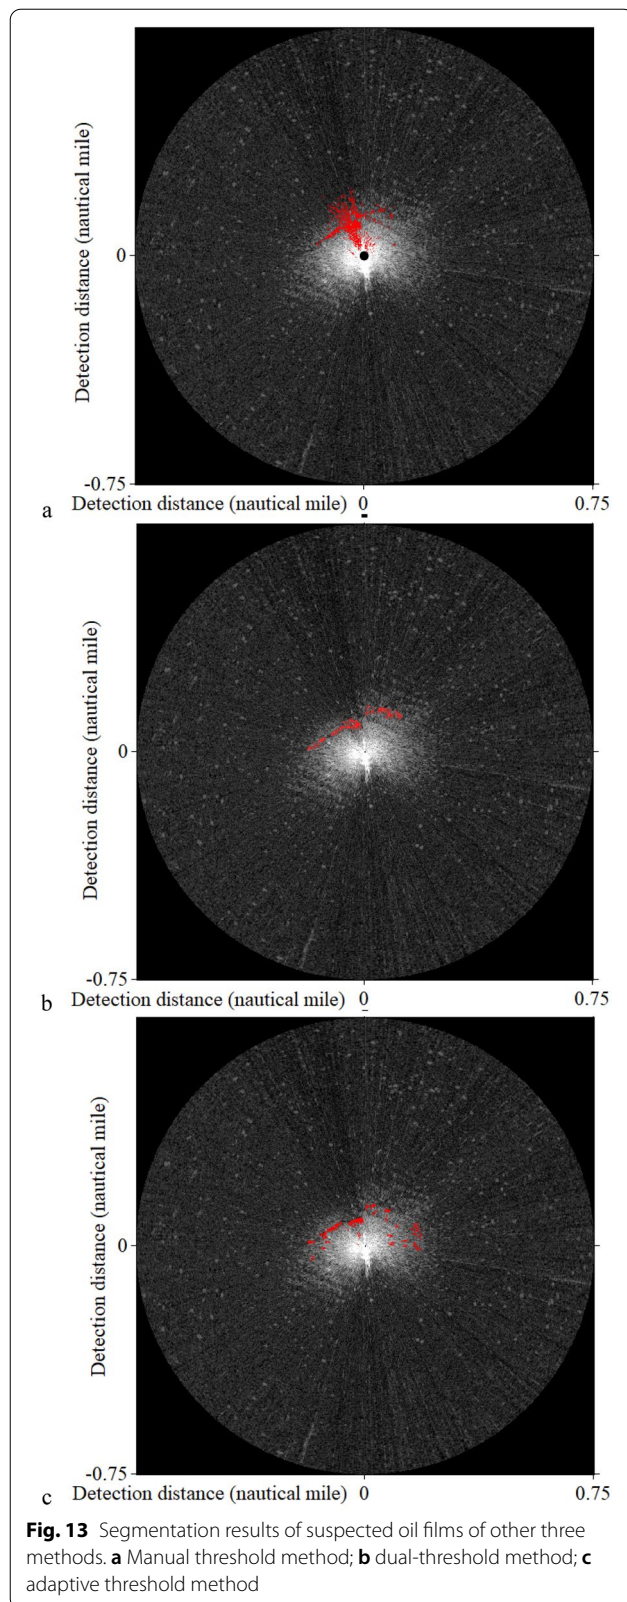 Detection distance (nautical mile)
0
-0.75
a Detection distance (nautical mile) 0 0.75
Detection distance (nautical mile)
0
-0.75
b Detection distance (nautical mile) 0 0.75
Detection distance (nautical mile)
0
-0.75
c Detection distance (nautical mile) 0 0.75
Fig. 13 Segmentation results of suspected oil films of other three
methods. a Manual threshold method; b dual-threshold method; c
adaptive threshold method